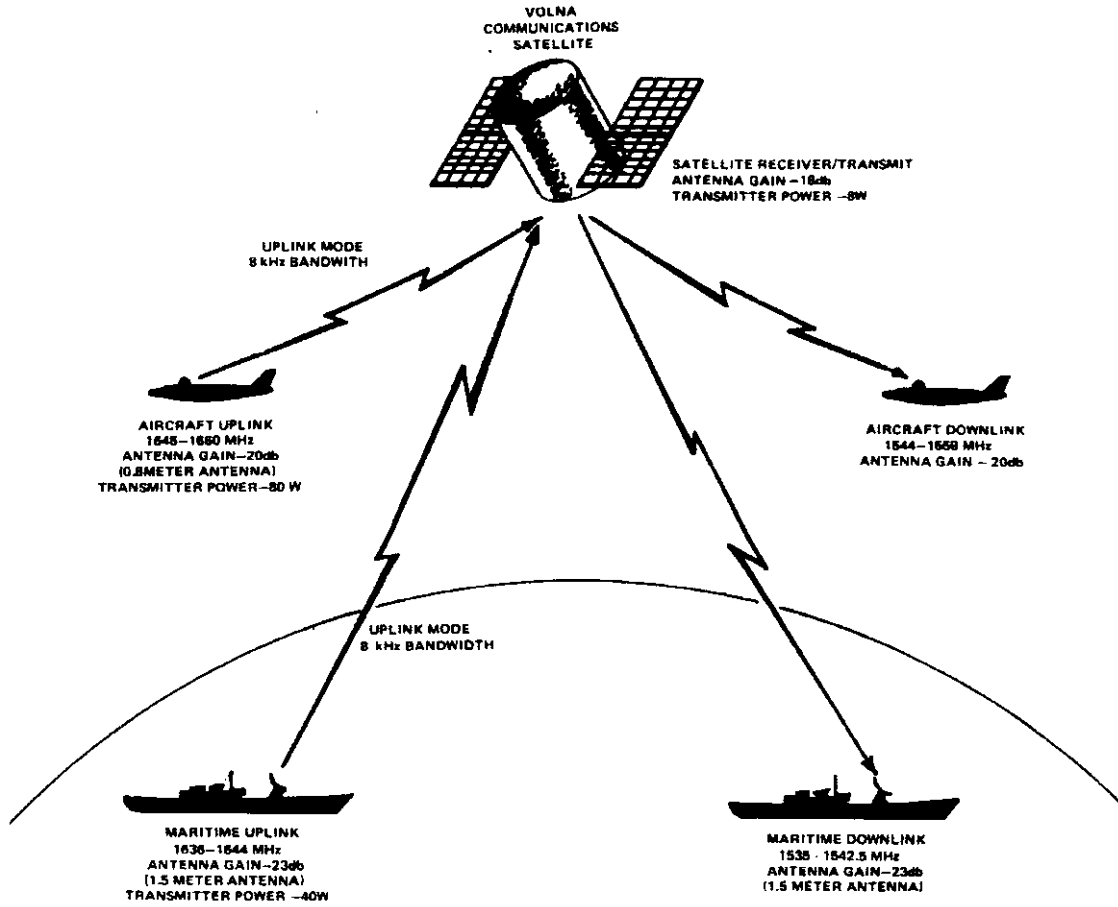 VOLNA
COMMUNICATIONS
SATELLITE
SATELLITE RECEIVER/TRANSMIT
ANTENNA GAIN –18db
TRANSMITTER POWER –8W
UPLINK MODE
8 kHz BANDWITH
AIRCRAFT UPLINK
1645–1660 MHz
ANTENNA GAIN–20db
(0.8METER ANTENNA)
TRANSMITTER POWER–80 W
AIRCRAFT DOWNLINK
1544–1559 MHz
ANTENNA GAIN – 20db
UPLINK MODE
8 kHz BANDWIDTH
MARITIME UPLINK
1636–1644 MHz
ANTENNA GAIN–23db
(1.5 METER ANTENNA)
TRANSMITTER POWER –40W
MARITIME DOWNLINK
1535 - 1542.5 MHz
ANTENNA GAIN–23db
(1.5 METER ANTENNA)